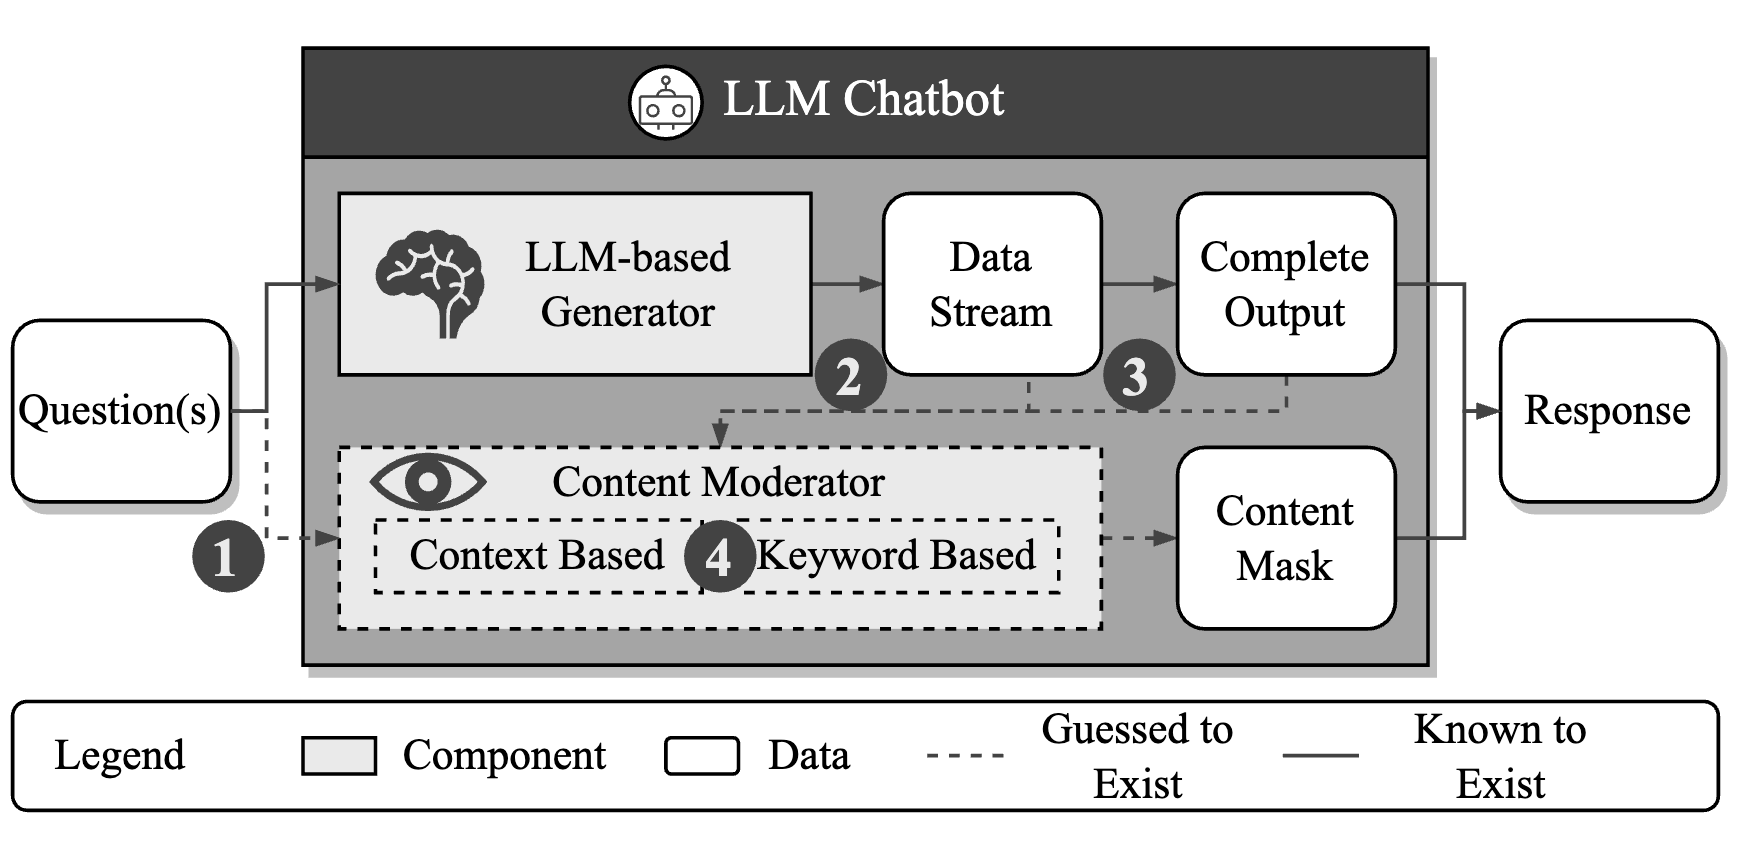 LLM Chatbot
LLM-based
Generator
Data
Stream
Complete
Output
2
3
Question(s)
Response
Content Moderator
Context Based
4
Keyword Based
1
Content
Mask
Legend
Component
Data
Guessed to
Exist
Known to
Exist